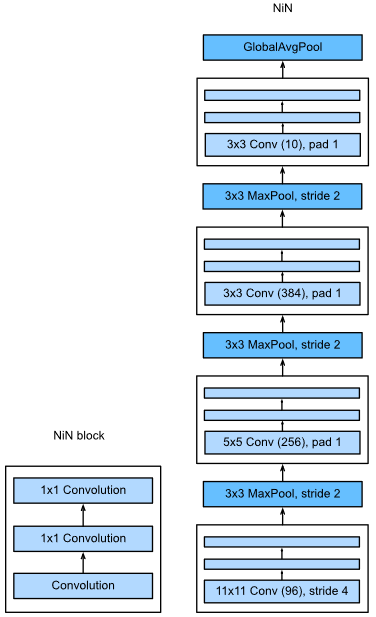 NiN
GlobalAvgPool
3x3 Conv (10), pad 1
3x3 MaxPool, stride 2
3x3 Conv (384), pad 1
3x3 MaxPool, stride 2
5x5 Conv (256), pad 1
3x3 MaxPool, stride 2
11x11 Conv (96), stride 4
NiN block
1x1 Convolution
1x1 Convolution
Convolution